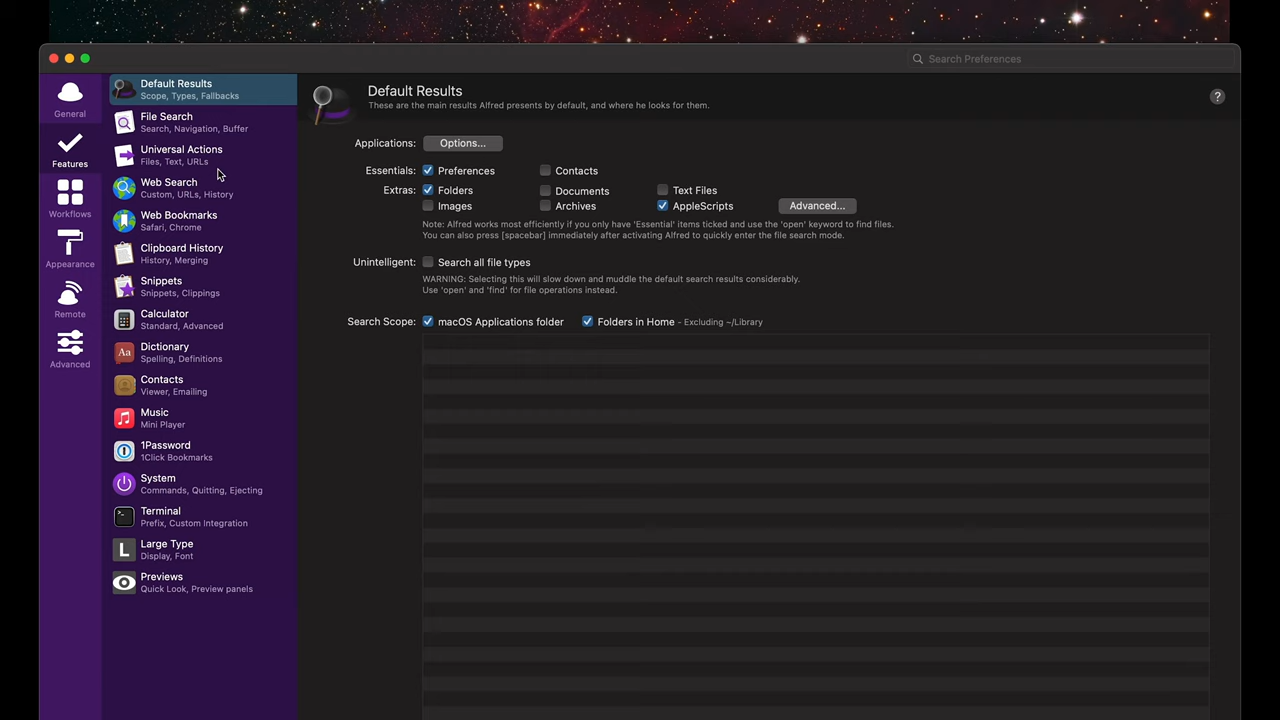 Search Preferences
General
Features
Workflows
Appearance
Remote
Advanced
Default Results
Scope, Types, Fallbacks
File Search
Search, Navigation, Buffer
Universal Actions
Files, Text, URLs
Web Search
Custom, URLs, History
Web Bookmarks
Safari, Chrome
Clipboard History
History, Merging
Snippets
Snippets, Clippings
Calculator
Standard, Advanced
Aa
Dictionary
Spelling, Definitions
Contacts
Viewer, Emailing
Music
Mini Player
1Password
1Click Bookmarks
System
Commands, Quitting, Ejecting
Terminal
Prefix, Custom Integration
L
Large Type
Display, Font
Previews
Quick Look, Preview panels
Default Results
These are the main results Alfred presents by default, and where he looks for them.
?
Applications: Options...
Essentials: Preferences Contacts
Extras: Folders Documents Text Files
Images Archives AppleScripts Advanced...
Note: Alfred works most efficiently if you only have 'Essential' items ticked and use the 'open' keyword to find files.
You can also press [spacebar] immediately after activating Alfred to quickly enter the file search mode.
Unintelligent: Search all file types
WARNING: Selecting this will slow down and muddle the default search results considerably.
Use 'open' and 'find' for file operations instead.
Search Scope: macOS Applications folder Folders in Home - Excluding ~/Library